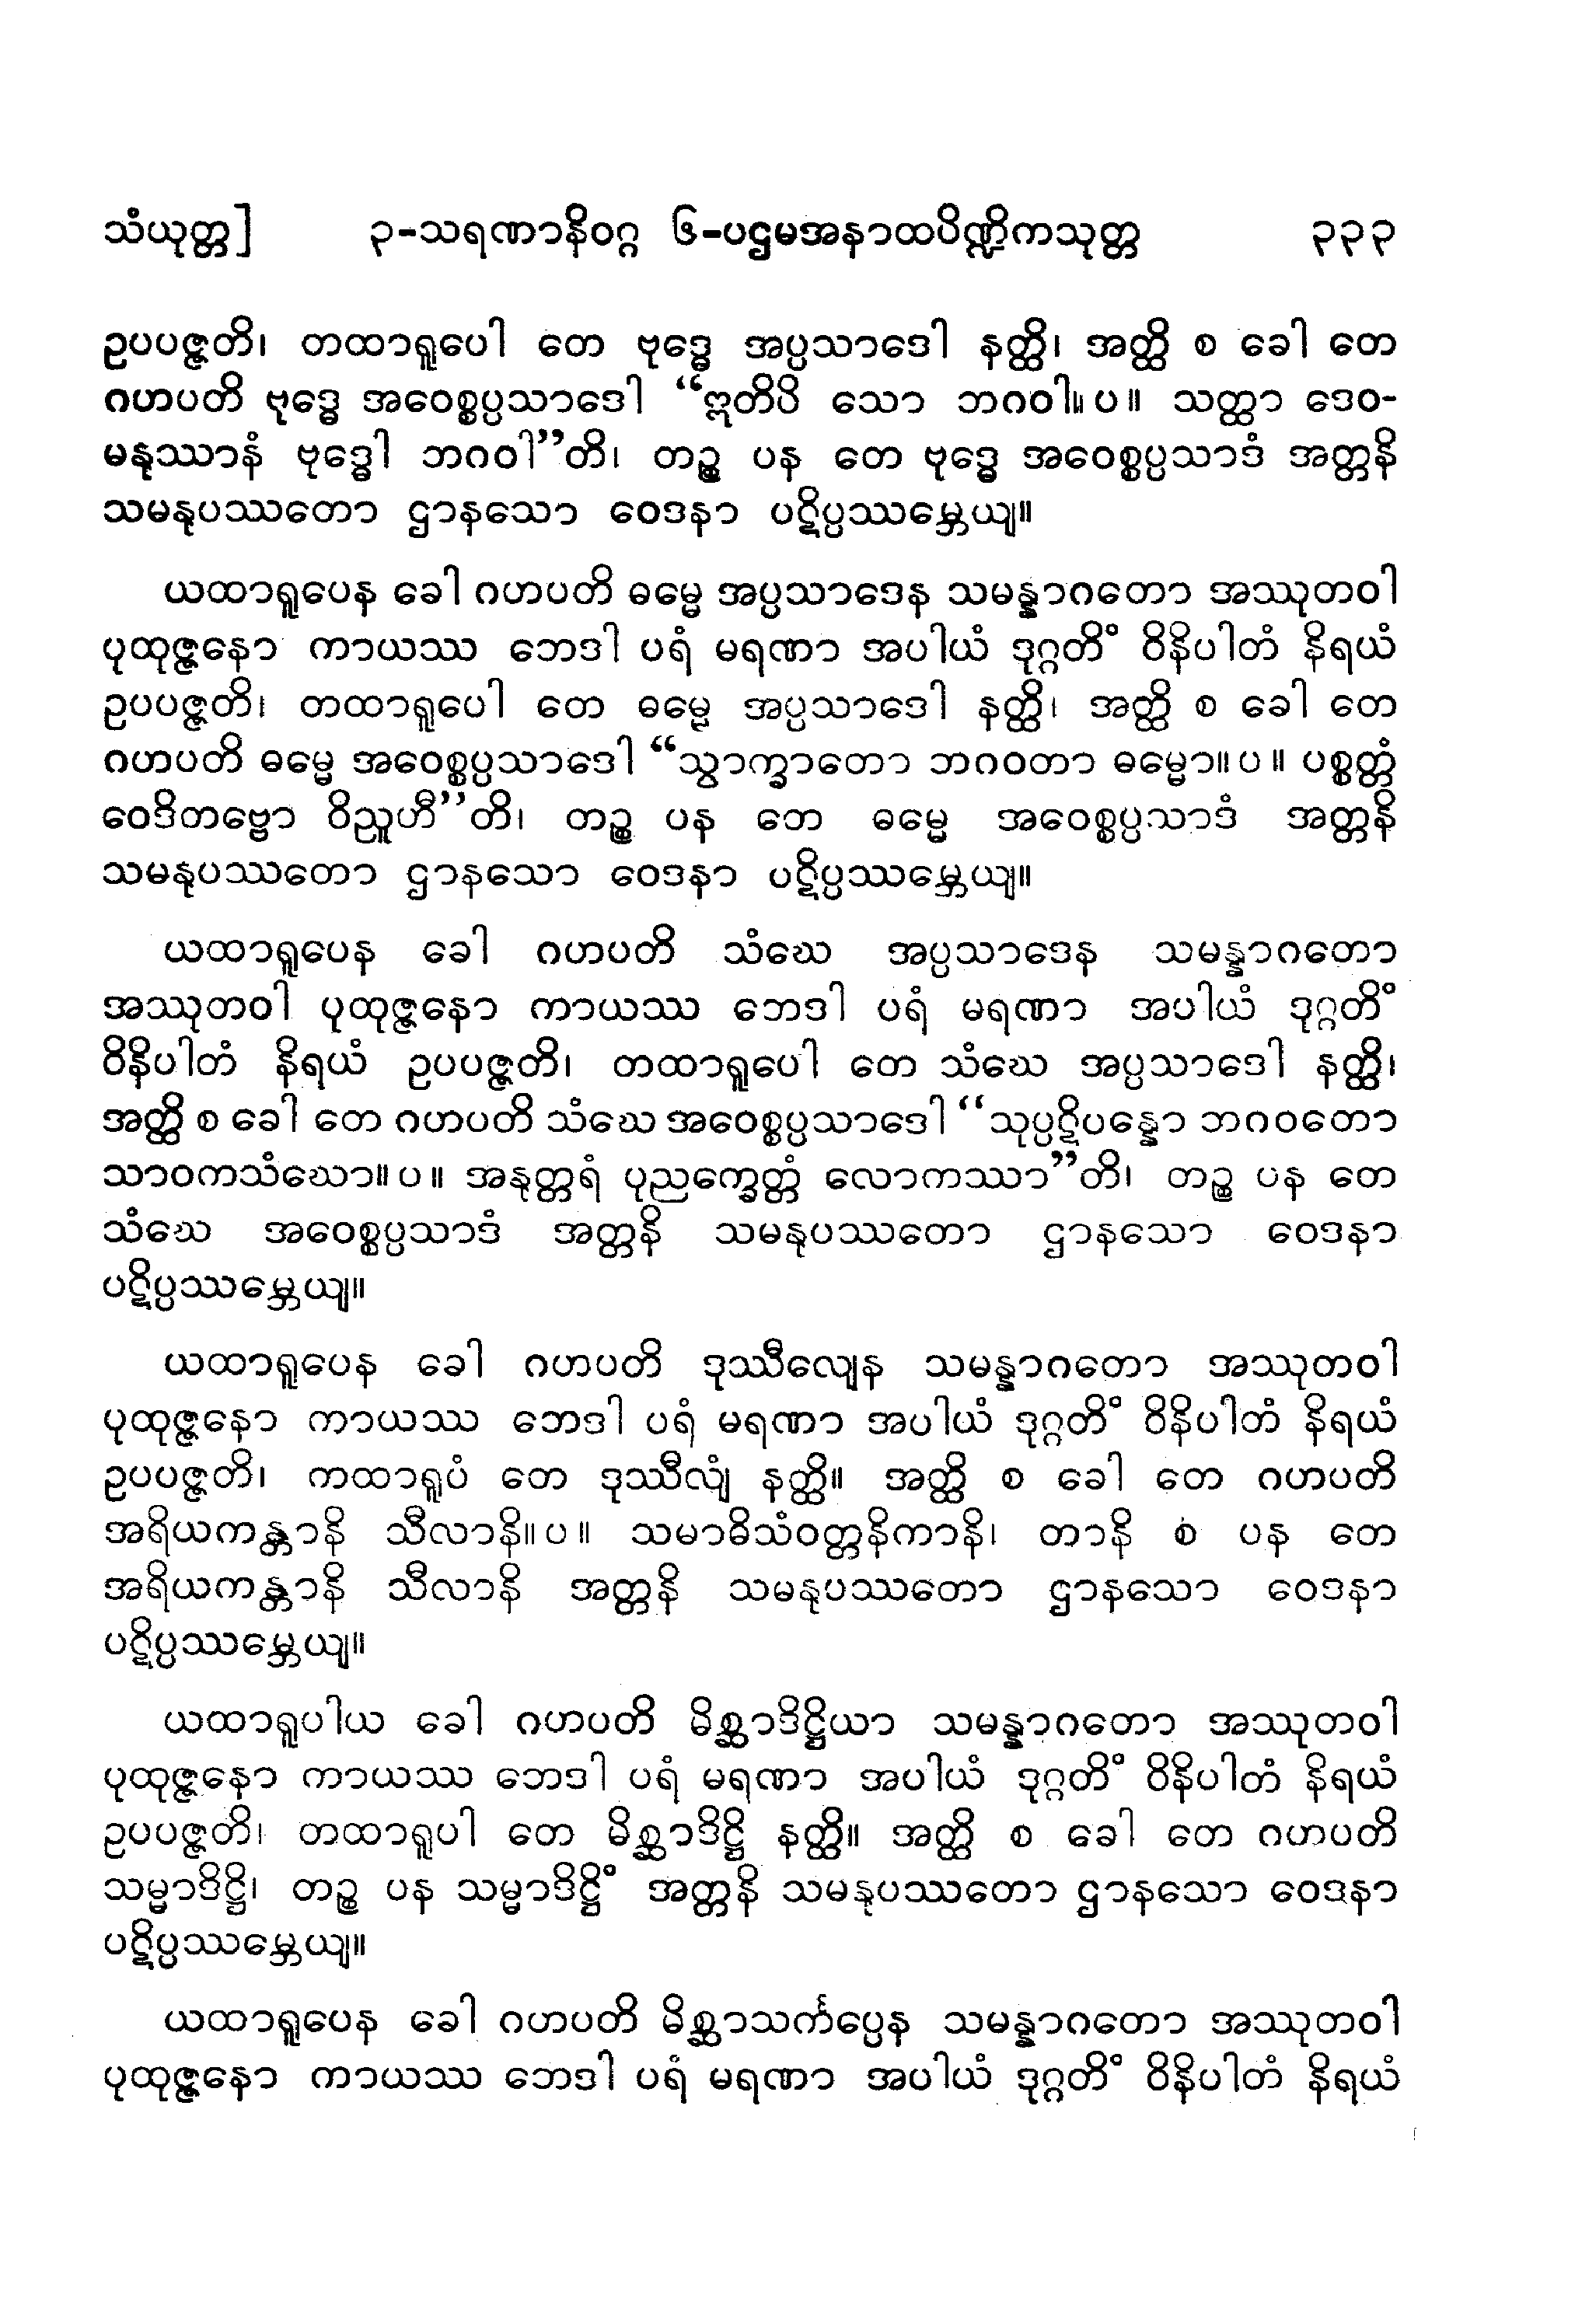 သံယုတ္တ] ၃-သရဏာနိဝဂ္ဂ ၆-ပဌမအနာထပိဏ္ဍိကသုတ္တ ၃၃၃
ဥပပဇ္ဇတိ၊ တထာရူပေါ တေ ဗုဒ္ဓေ အပ္ပသာဒေါ နတ္ထိ၊ အတ္ထိ စ ခေါ တေ
ဂဟပတိ ဗုဒ္ဓေ အဝေစ္စပ္ပသာဒေါ “ဣတိပိ သော ဘဂဝါ။ပ။ သတ္ထာ ဒေဝ-
မနုဿာနံ ဗုဒ္ဓေါ ဘဂဝါ”တိ၊ တဉ္စ ပန တေ ဗုဒ္ဓေ အဝေစ္စပ္ပသာဒံ အတ္တနိ
သမနုပဿတော ဌာနသော ဝေဒနာ ပဋိပ္ပဿမ္ဘေယျ။
ယထာရူပေန ခေါ ဂဟပတိ ဓမ္မေ အပ္ပသာဒေန သမန္နာဂတော အဿုတဝါ
ပုထုဇ္ဇနော ကာယဿ ဘေဒါ ပရံ မရဏာ အပါယံ ဒုဂ္ဂတိံ ဝိနိပါတံ နိရယံ
ဥပပဇ္ဇတိ၊ တထာရူပေါ တေ ဓမ္မေ အပ္ပသာဒေါ နတ္ထိ၊ အတ္ထိ စ ခေါ တေ
ဂဟပတိ ဓမ္မေ အဝေစ္စပ္ပသာဒေါ “သွာက္ခာတော ဘဂဝတာ ဓမ္မော။ပ။ ပစ္စတ္တံ
ဝေဒိတဗ္ဗော ဝိညူဟီ”တိ၊ တဉ္စ ပန တေ ဓမ္မေ အဝေစ္စပ္ပသာဒံ အတ္တနိ
သမနုပဿတော ဌာနသော ဝေဒနာ ပဋိပ္ပဿမ္ဘေယျ။
ယထာရူပေန ခေါ ဂဟပတိ သံဃေ အပ္ပသာဒေန သမန္နာဂတော
အဿုတဝါ ပုထုဇ္ဇနော ကာယဿ ဘေဒါ ပရံ မရဏာ အပါယံ ဒုဂ္ဂတိံ
ဝိနိပါတံ နိရယံ ဥပပဇ္ဇတိ၊ တထာရူပေါ တေ သံဃေ အပ္ပသာဒေါ နတ္ထိ၊
အတ္ထိ စ ခေါ တေ ဂဟပတိ သံဃေ အဝေစ္စပ္ပသာဒေါ “သုပ္ပဋိပန္နော ဘဂဝတော
သာဝကသံဃော။ပ။ အနုတ္တရံ ပုညက္ခေတ္တံ လောကဿာ”တိ၊ တဉ္စ ပန တေ
သံဃေ အဝေစ္စပ္ပသာဒံ အတ္တနိ သမနုပဿတော ဌာနသော ဝေဒနာ
ပဋိပ္ပဿမ္ဘေယျ။
ယထာရူပေန ခေါ ဂဟပတိ ဒုဿီလျေန သမန္နာဂတော အဿုတဝါ
ပုထုဇ္ဇနော ကာယဿ ဘေဒါ ပရံ မရဏာ အပါယံ ဒုဂ္ဂတိံ ဝိနိပါတံ နိရယံ
ဥပပဇ္ဇတိ၊ ကထာရူပံ တေ ဒုဿီလျံ နတ္ထိ။ အတ္ထိ စ ခေါ တေ ဂဟပတိ
အရိယကန္တာနိ သီလာနိ။ပ။ သမာဓိသံဝတ္တနိကာနိ၊ တာနိ စ ပန တေ
အရိယကန္တာနိ သီလာနိ အတ္တနိ သမနုပဿတော ဌာနသော ဝေဒနာ
ပဋိပ္ပဿမ္ဘေယျ။
ယထာရူပါယ ခေါ ဂဟပတိ မိစ္ဆာဒိဋ္ဌိယာ သမန္နာဂတော အဿုတဝါ
ပုထုဇ္ဇနော ကာယဿ ဘေဒါ ပရံ မရဏာ အပါယံ ဒုဂ္ဂတိံ ဝိနိပါတံ နိရယံ
ဥပပဇ္ဇတိ၊ တထာရူပါ တေ မိစ္ဆာဒိဋ္ဌိ နတ္ထိ။ အတ္ထိ စ ခေါ တေ ဂဟပတိ
သမ္မာဒိဋ္ဌိ၊ တဉ္စ ပန သမ္မာဒိဋ္ဌိံ အတ္တနိ သမနုပဿတော ဌာနသော ဝေဒနာ
ပဋိပ္ပဿမ္ဘေယျ။
ယထာရူပေန ခေါ ဂဟပတိ မိစ္ဆာသင်္ကပ္ပေန သမန္နာဂတော အဿုတဝါ
ပုထုဇ္ဇနော ကာယဿ ဘေဒါ ပရံ မရဏာ အပါယံ ဒုဂ္ဂတိံ ဝိနိပါတံ နိရယံ